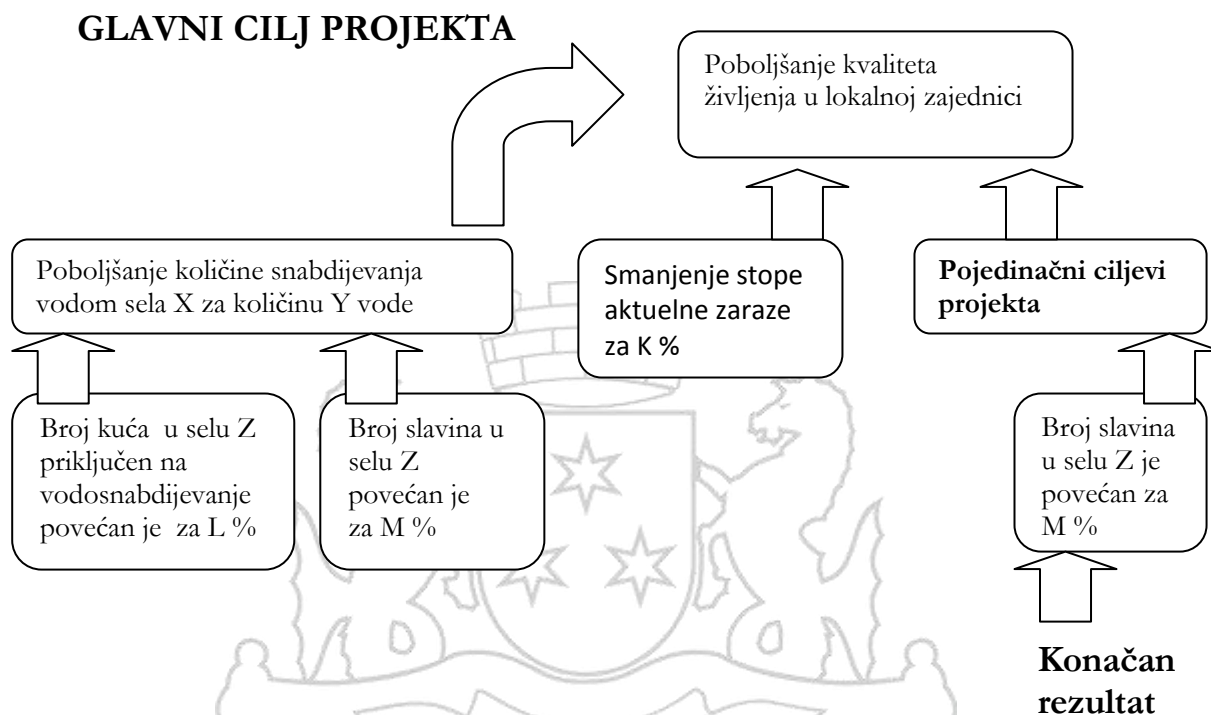 GLAVNI CILJ PROJEKTA
Poboljšanje kvaliteta
življenja u lokalnoj zajednici
Poboljšanje količine snabdijevanja
vodom sela X za količinu Y vode
Smanjenje stope
aktuelne zaraze
za K %
Pojedinačni ciljevi
projekta
Broj kuća u selu Z
priključen na
vodosnabdijevanje
povećan je za L %
Broj slavina u
selu Z
povećan je
za M %
Broj slavina
u selu Z je
povećan za
M %
Konačan
rezultat